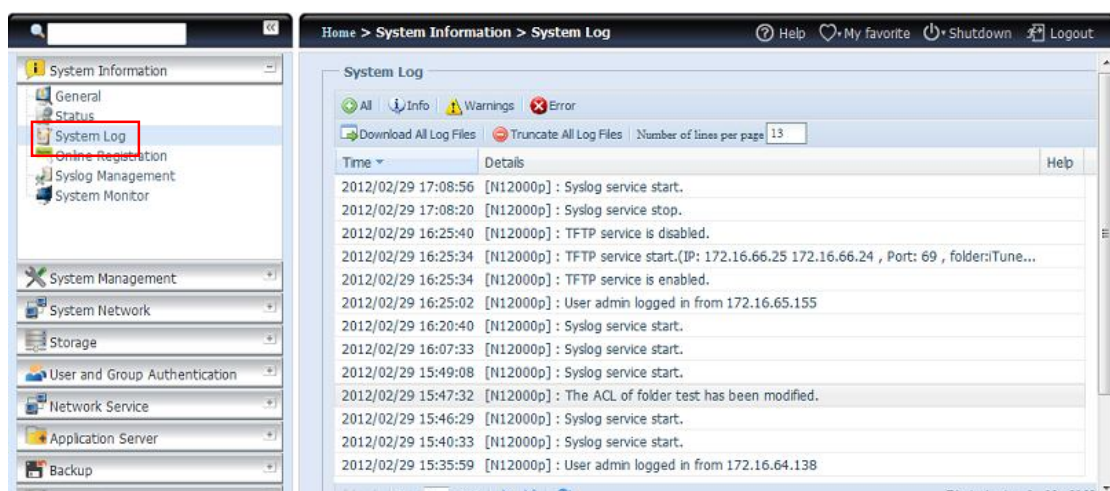 Home > System Information > System Log
Help My favorite Shutdown Logout
System Information
General
Status
System Log
Online Registration
Syslog Management
System Monitor
System Management
System Network
Storage
User and Group Authentication
Network Service
Application Server
Backup
System Log
All Info Warnings Error
Download All Log Files Truncate All Log Files Number of lines per page 13
Time Details Help
2012/02/29 17:08:56 [N12000p] : Syslog service start.
2012/02/29 17:08:20 [N12000p] : Syslog service stop.
2012/02/29 16:25:40 [N12000p] : TFTP service is disabled.
2012/02/29 16:25:34 [N12000p] : TFTP service start.(IP: 172.16.66.25 172.16.66.24 , Port: 69 , folder:iTune...
2012/02/29 16:25:34 [N12000p] : TFTP service is enabled.
2012/02/29 16:25:02 [N12000p] : User admin logged in from 172.16.65.155
2012/02/29 16:20:40 [N12000p] : Syslog service start.
2012/02/29 16:07:33 [N12000p] : Syslog service start.
2012/02/29 15:49:08 [N12000p] : Syslog service start.
2012/02/29 15:47:32 [N12000p] : The ACL of folder test has been modified.
2012/02/29 15:46:29 [N12000p] : Syslog service start.
2012/02/29 15:40:33 [N12000p] : Syslog service start.
2012/02/29 15:35:59 [N12000p] : User admin logged in from 172.16.64.138